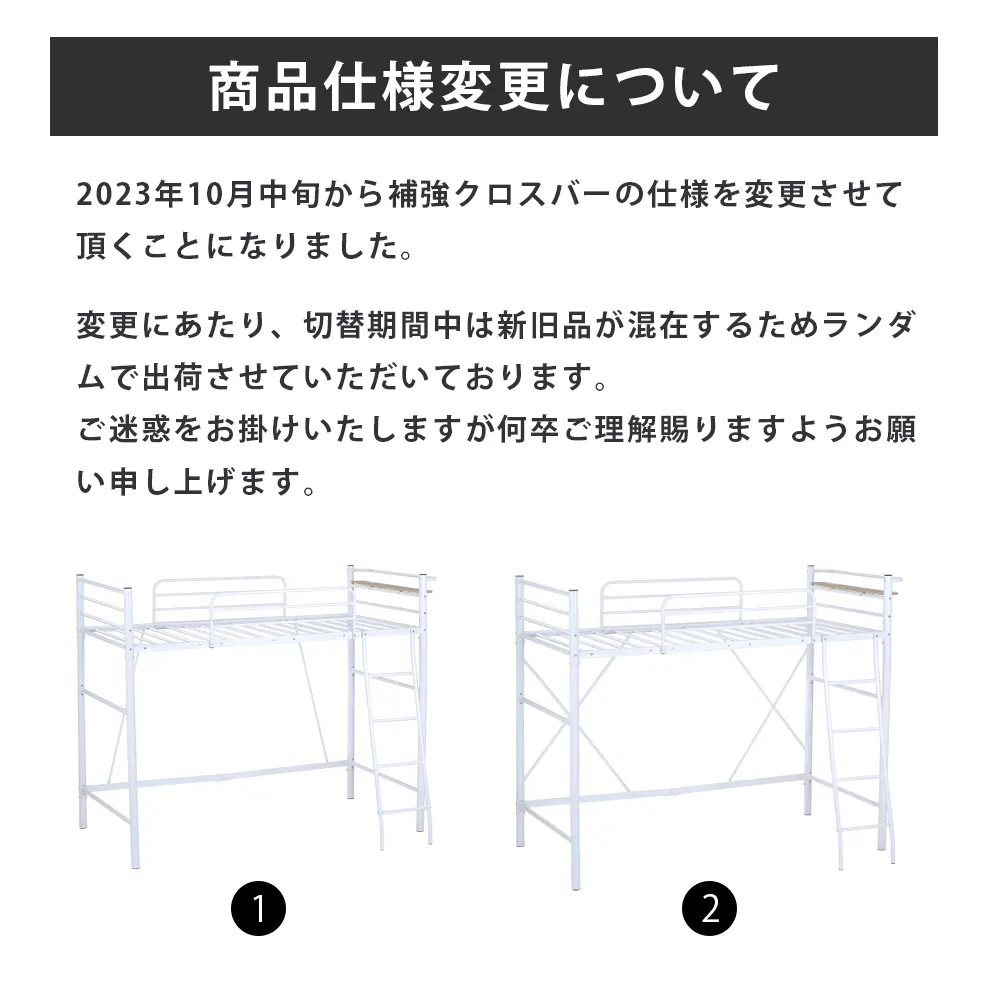 商品仕様変更について
2023年10月中旬から補強クロスバーの仕様を変更させて
頂くことになりました。
変更にあたり、切替期間中は新旧品が混在するためランダ
ムで出荷させていただいております。
ご迷惑をお掛けいたしますが何卒ご理解賜りますようお願
い申し上げます。
1
2